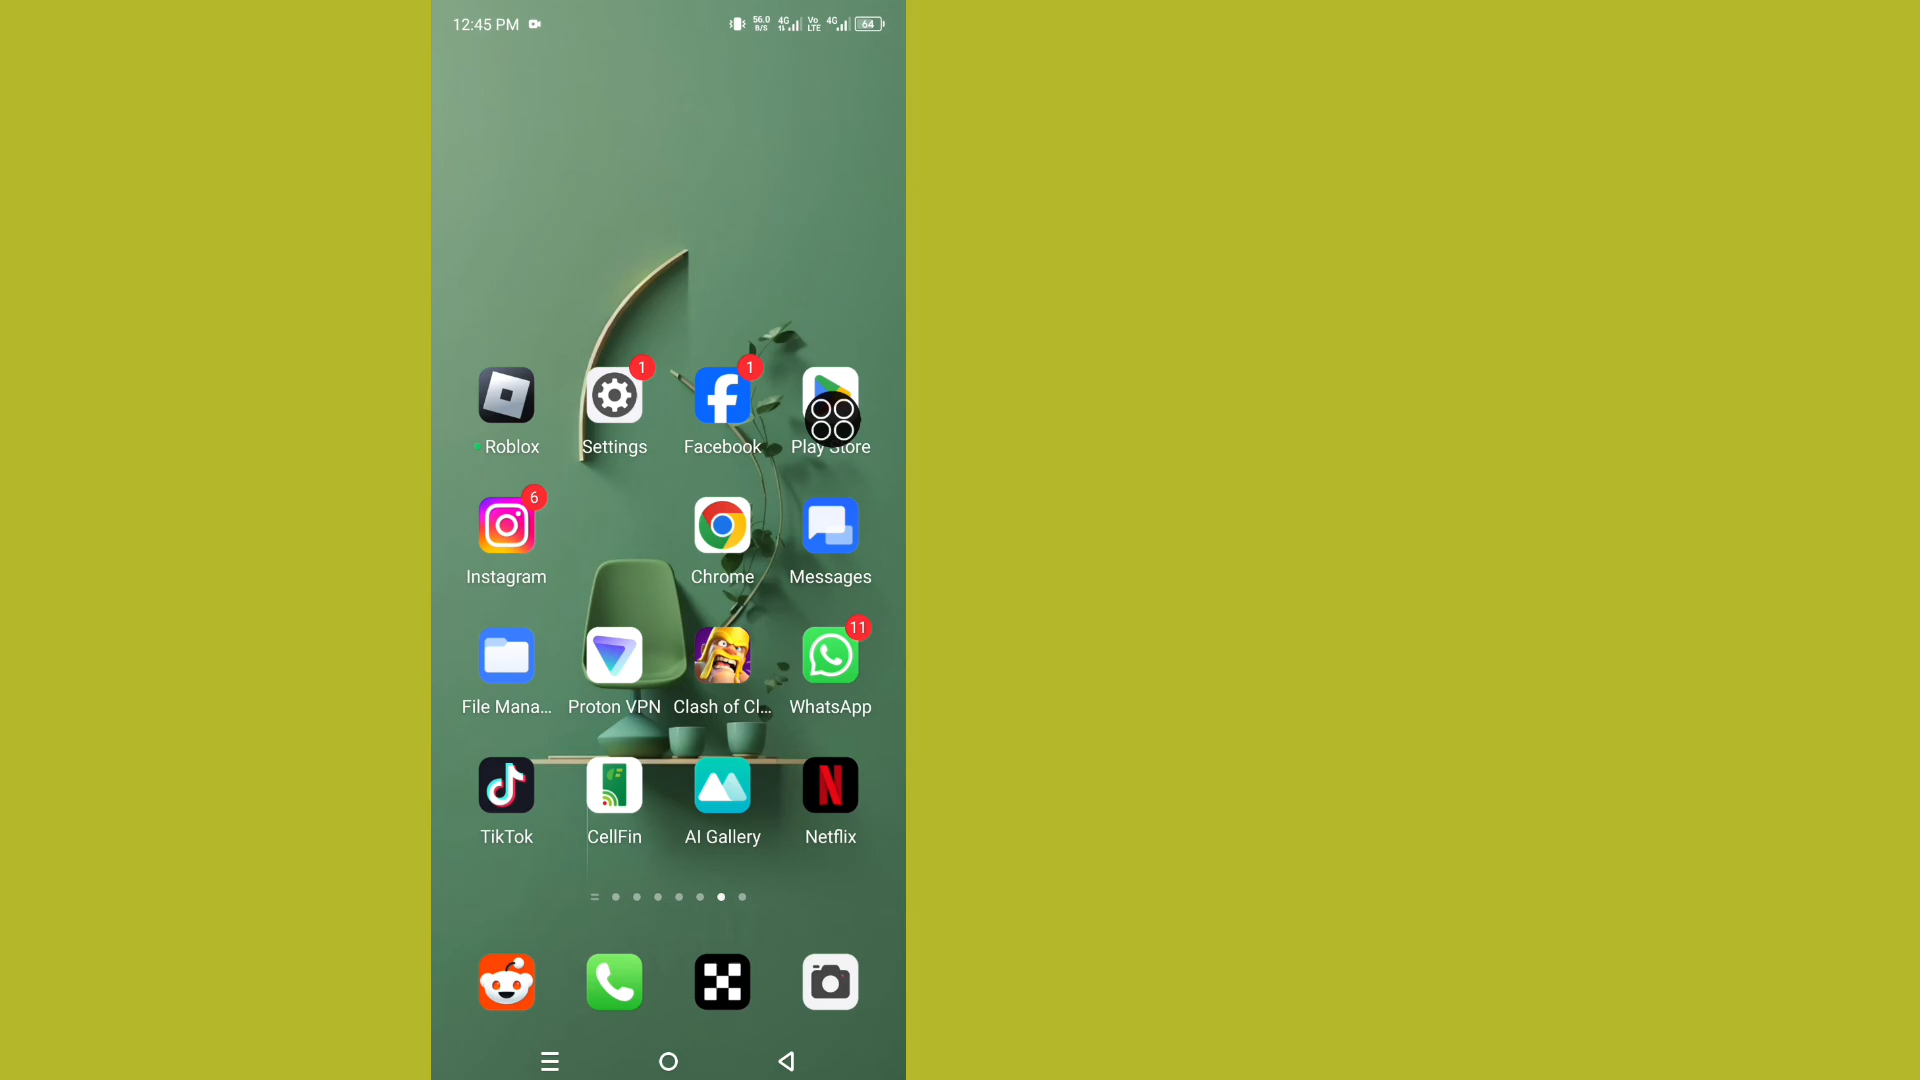 12:45 PM 56.0 B/S 4G Vo LTE 4G 64
1 1
Roblox Settings Facebook Play Store
6
Instagram Chrome Messages
11
File Mana... Proton VPN Clash of Cl... WhatsApp
TikTok CellFin AI Gallery Netflix